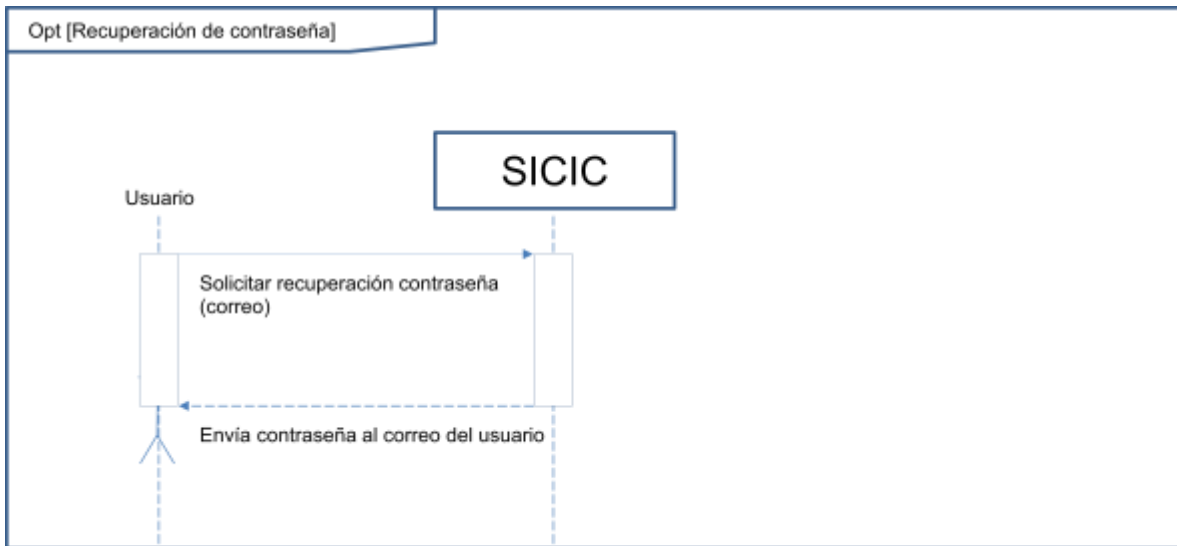 Opt [Recuperación de contraseña]
SICIC
Usuario
Solicitar recuperación contraseña
(correo)
Envía contraseña al correo del usuario